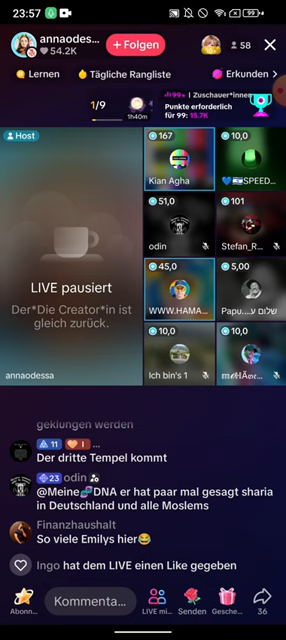 23:57
99
annaodes...
54.2K
+ Folgen
58
Lernen
Tägliche Rangliste
Erkunden >
1/9
1h40m
99+ | Zuschauer*innen
Punkte erforderlich
für 99: 15.7K
Host
LIVE pausiert
Der*Die Creator*in ist
gleich zurück.
annaodessa
167
Kian Agha
10,0
SPEED...
51,0
odin
101
Stefan_R...
45,0
WWW.HAMA...
5,00
Papu....שלום ע
10,0
Ich bin's 1
10,0
geklungen werden
11
I ...
Der dritte Tempel kommt
23 odin
@Meine🧬DNA er hat paar mal gesagt sharia
in Deutschland und alle Moslems
Finanzhaushalt
So viele Emilys hier😂
Ingo hat dem LIVE einen Like gegeben
Kommenta...
Abonn...
LIVE mi...
Senden
Gesche...
36